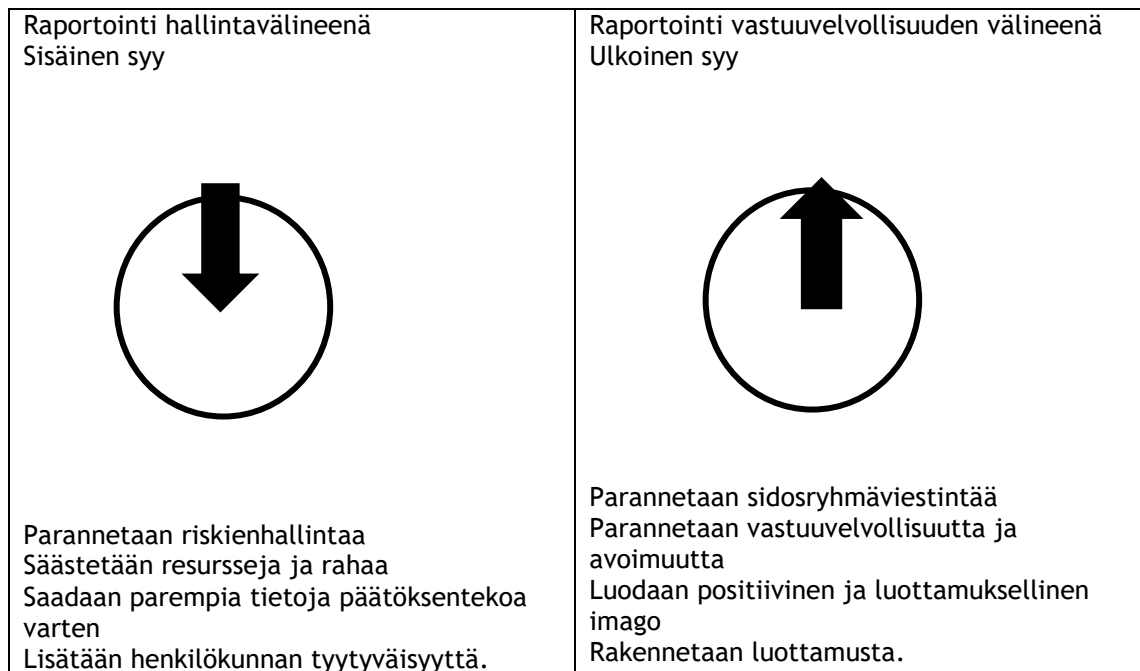 Raportointi hallintavälineenä
Sisäinen syy
Parannetaan riskienhallintaa
Säästetään resursseja ja rahaa
Saadaan parempia tietoja päätöksentekoa
varten
Lisätään henkilökunnan tyytyväisyyttä.
Raportointi vastuuvelvollisuuden välineenä
Ulkoinen syy
Parannetaan sidosryhmäviestintää
Parannetaan vastuuvelvollisuutta ja
avoimuutta
Luodaan positiivinen ja luottamuksellinen
imago
Rakennetaan luottamusta.